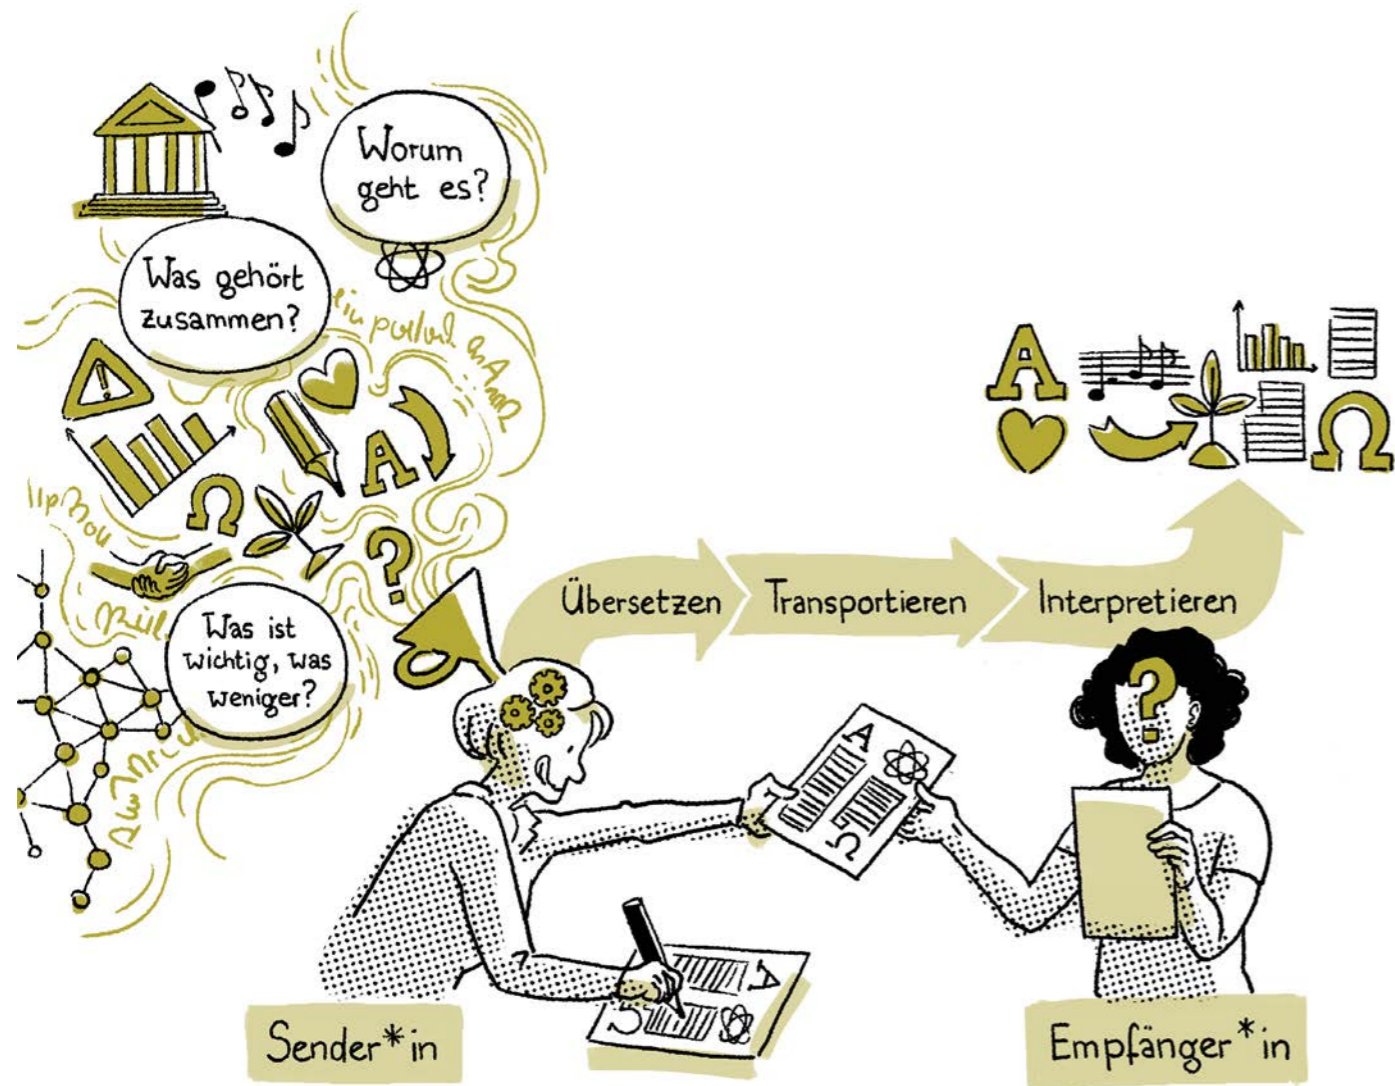 Worum
geht es?
Was gehört
zusammen?
A
Ω
?
Was ist
wichtig, was
weniger?
A
Ω
Übersetzen
Transportieren
Interpretieren
?
A
Ω
A
Ω
Sender*in
Empfänger*in